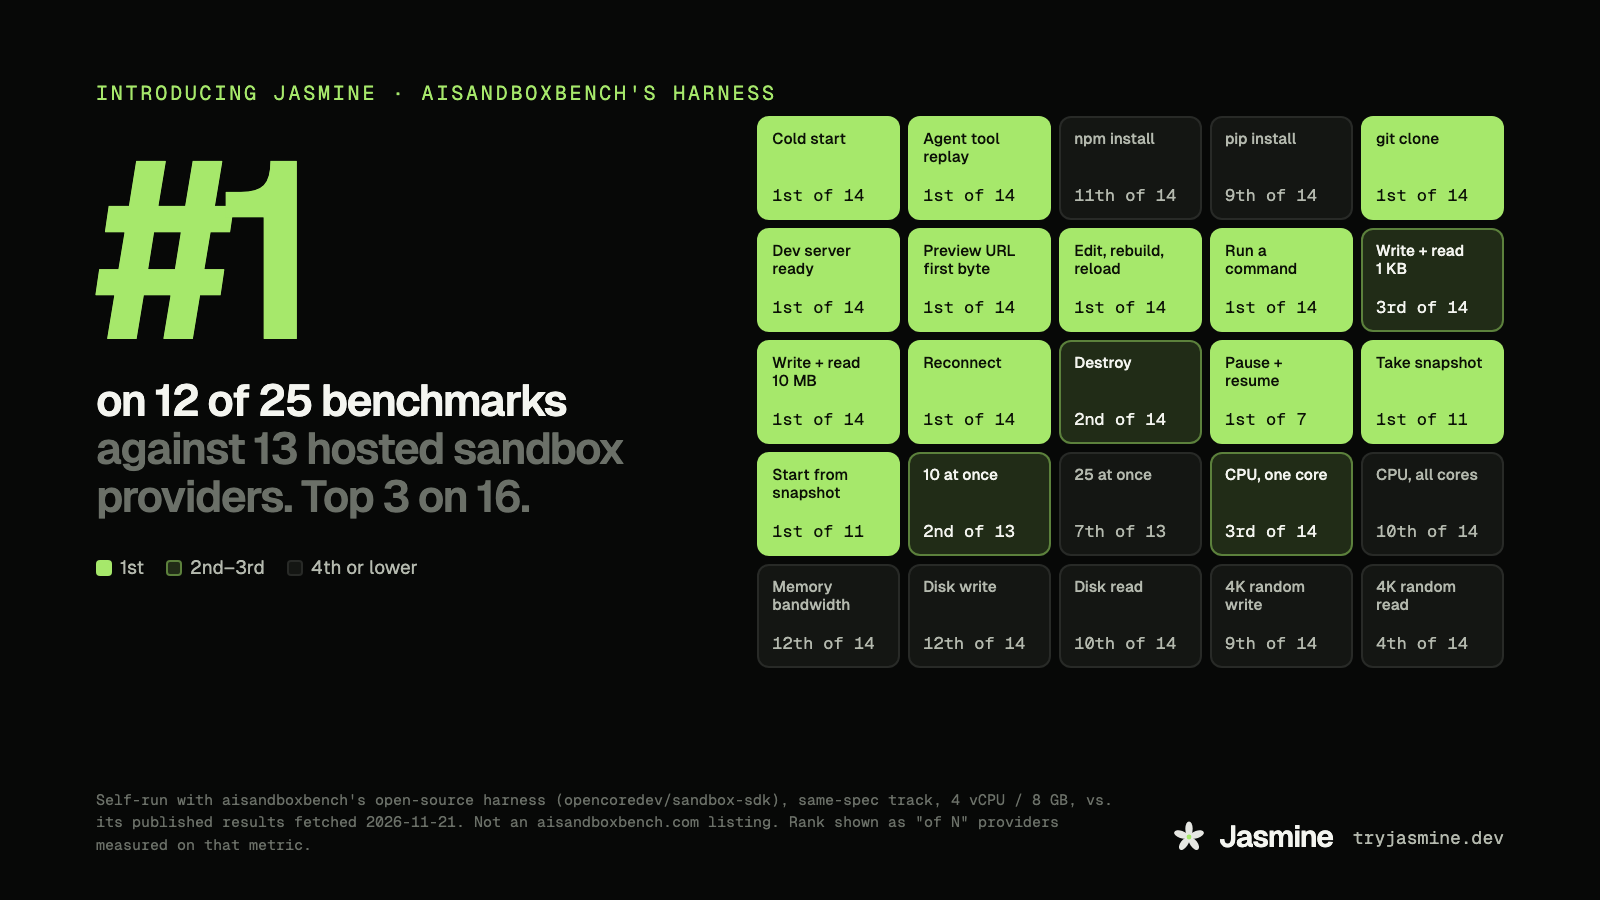 INTRODUCING JASMINE · AISANDBOXBENCH'S HARNESS
#1
on 12 of 25 benchmarks
against 13 hosted sandbox
providers. Top 3 on 16.
1st
2nd–3rd
4th or lower
Cold start
1st of 14
Agent tool
replay
1st of 14
npm install
11th of 14
pip install
9th of 14
git clone
1st of 14
Dev server
ready
1st of 14
Preview URL
first byte
1st of 14
Edit, rebuild,
reload
1st of 14
Run a
command
1st of 14
Write + read
1 KB
3rd of 14
Write + read
10 MB
1st of 14
Reconnect
1st of 14
Destroy
2nd of 14
Pause +
resume
1st of 7
Take snapshot
1st of 11
Start from
snapshot
1st of 11
10 at once
2nd of 13
25 at once
7th of 13
CPU, one core
3rd of 14
CPU, all cores
10th of 14
Memory
bandwidth
12th of 14
Disk write
12th of 14
Disk read
10th of 14
4K random
write
9th of 14
4K random
read
4th of 14
Self-run with aisandboxbench's open-source harness (opencoredev/sandbox-sdk), same-spec track, 4 vCPU / 8 GB, vs.
its published results fetched 2026-11-21. Not an aisandboxbench.com listing. Rank shown as "of N" providers
measured on that metric.
Jasmine
tryjasmine.dev